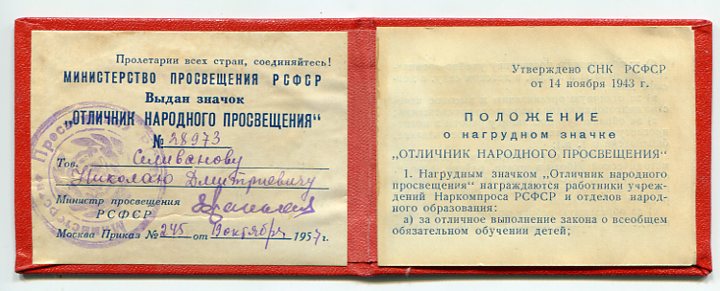 Пролетарии всех стран, соединяйтесь!
МИНИСТЕРСТВО ПРОСВЕЩЕНИЯ РСФСР
Выдан значок
„ОТЛИЧНИК НАРОДНОГО ПРОСВЕЩЕНИЯ“
№ 28973
Тов. Селиванову
Николаю Дмитриевичу
Министр просвещения
РСФСР
Москва Приказ № 245 от 19 октября 1957 г.
Утверждено СНК РСФСР
от 14 ноября 1943 г.
ПОЛОЖЕНИЕ
о нагрудном значке
„ОТЛИЧНИК НАРОДНОГО ПРОСВЕЩЕНИЯ“
1. Нагрудным значком „Отличник народного
просвещения“ награждаются работники учреж-
дений Наркомпроса РСФСР и отделов народ-
ного образования:
а) за отличное выполнение закона о всеобщем
обязательном обучении детей;